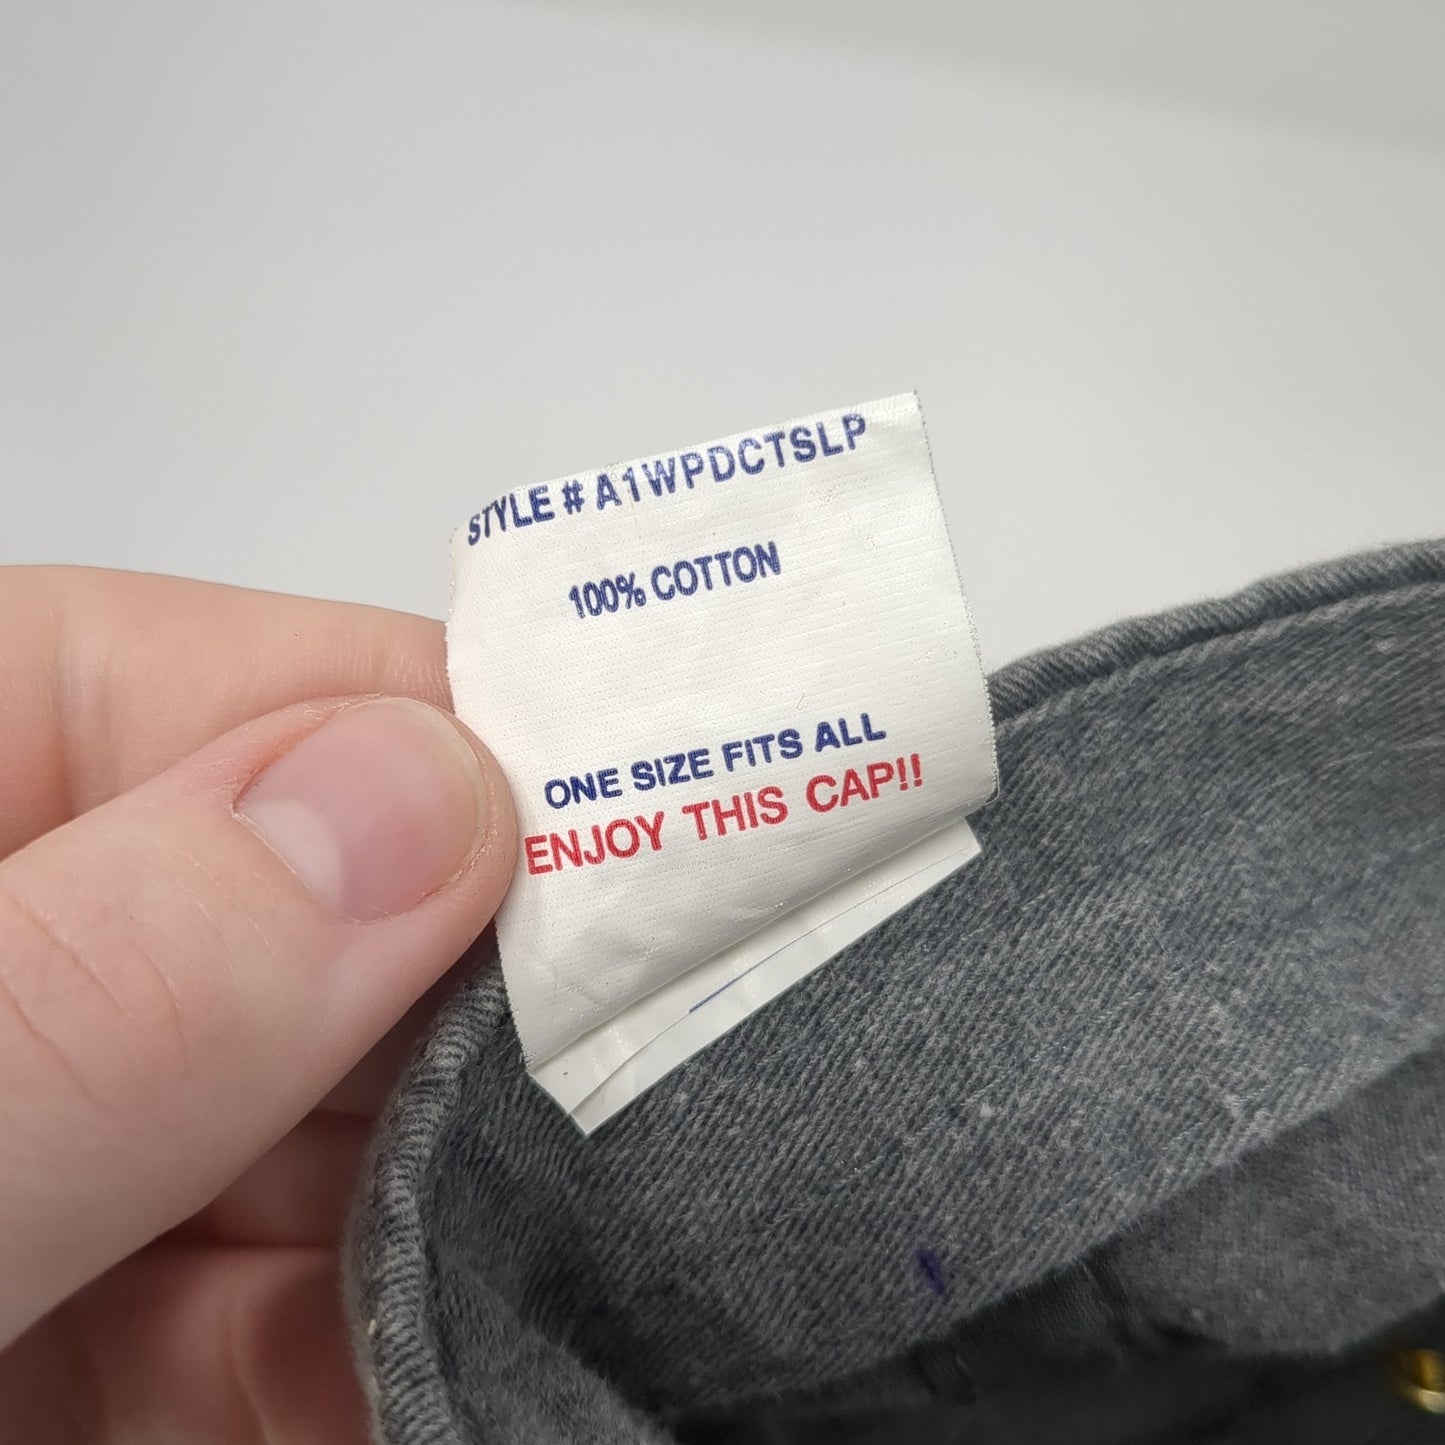 STYLE # A1WPDCTSLP
100% COTTON
ONE SIZE FITS ALL
ENJOY THIS CAP!!